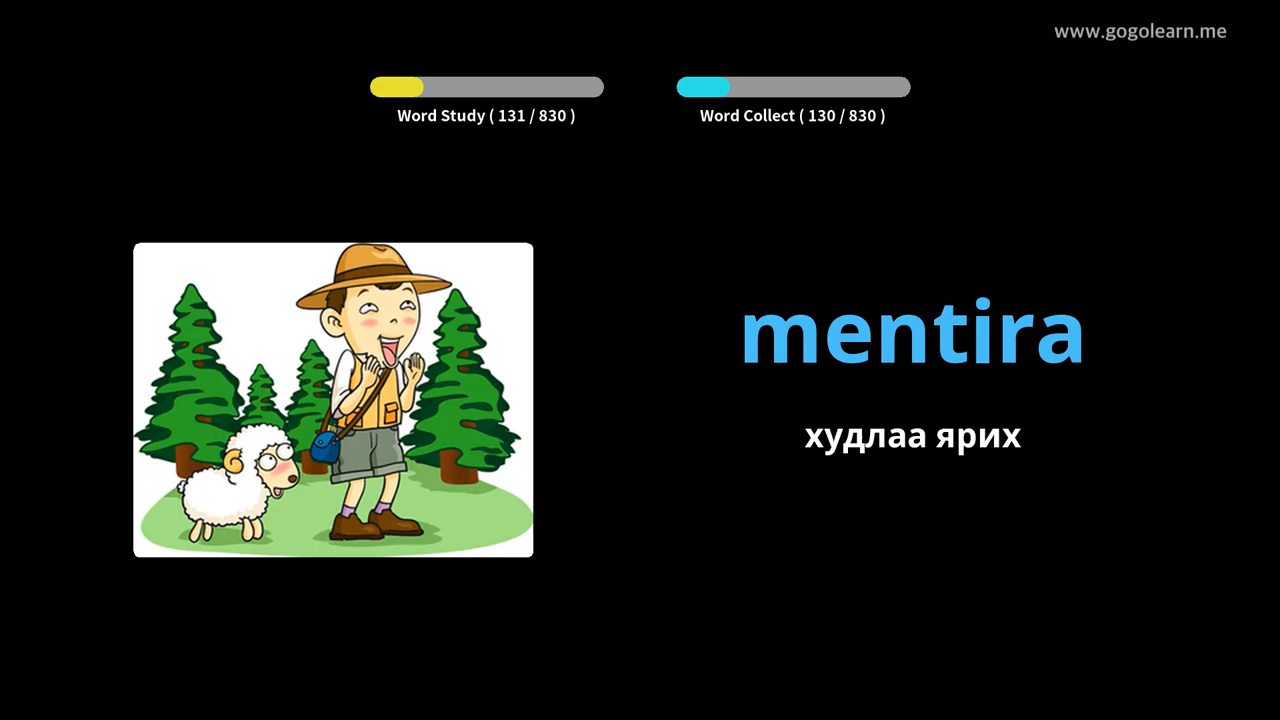 www.gogolearn.me
Word Study ( 131 / 830 )
Word Collect ( 130 / 830 )
mentira
худлаа ярих